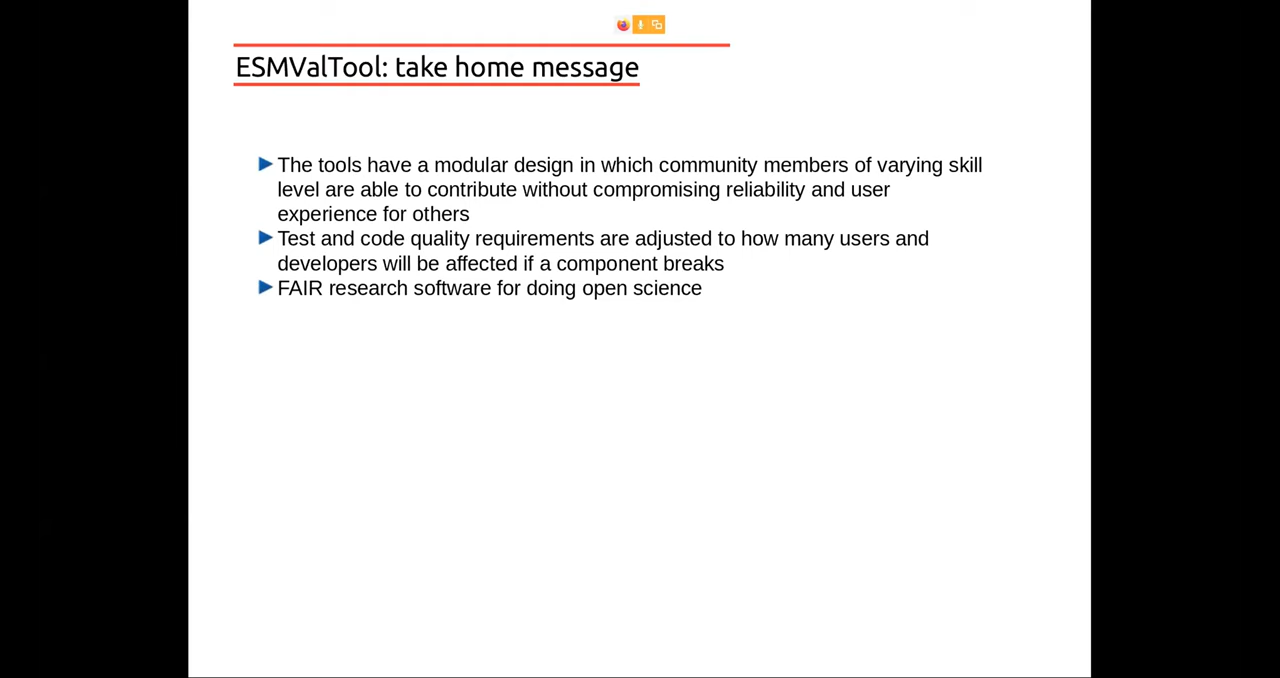 ESMValTool: take home message
The tools have a modular design in which community members of varying skill
level are able to contribute without compromising reliability and user
experience for others
Test and code quality requirements are adjusted to how many users and
developers will be affected if a component breaks
FAIR research software for doing open science